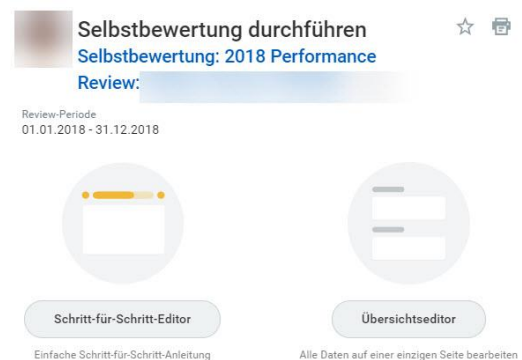 Selbstbewertung durchführen
Selbstbewertung: 2018 Performance
Review:
Review-Periode
01.01.2018 - 31.12.2018
Schritt-für-Schritt-Editor
Übersichtseditor
Einfache Schritt-für-Schritt-Anleitung
Alle Daten auf einer einzigen Seite bearbeiten